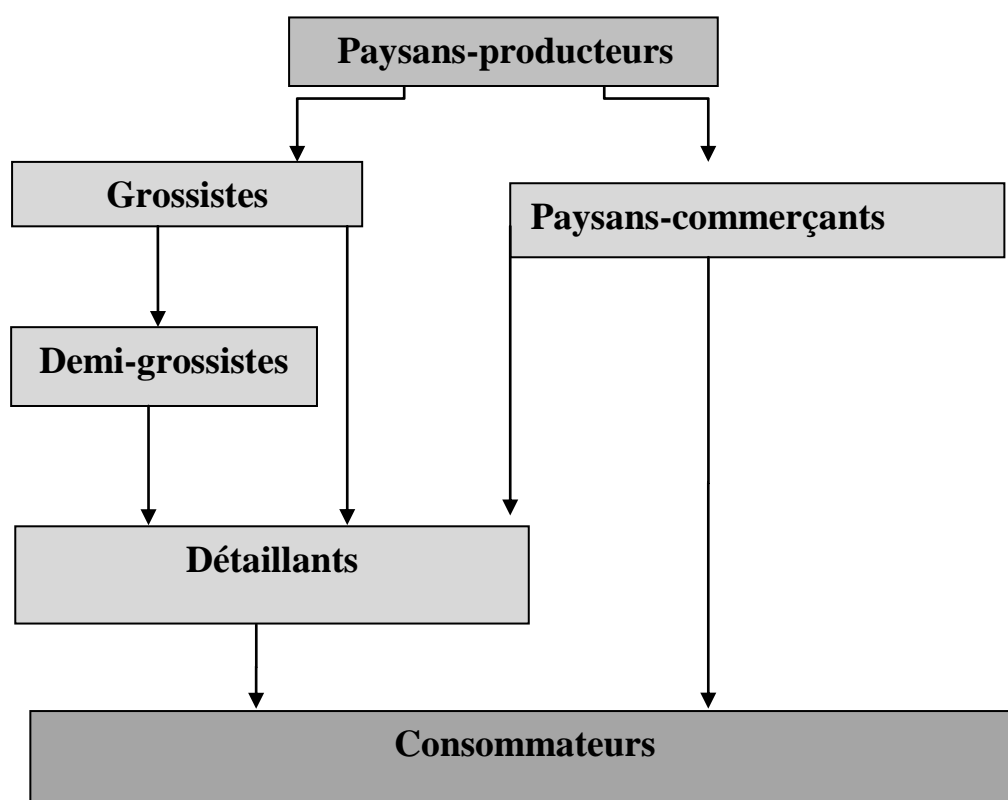 Paysans-producteurs
Grossistes
Paysans-commerçants
Demi-grossistes
Détaillants
Consommateurs